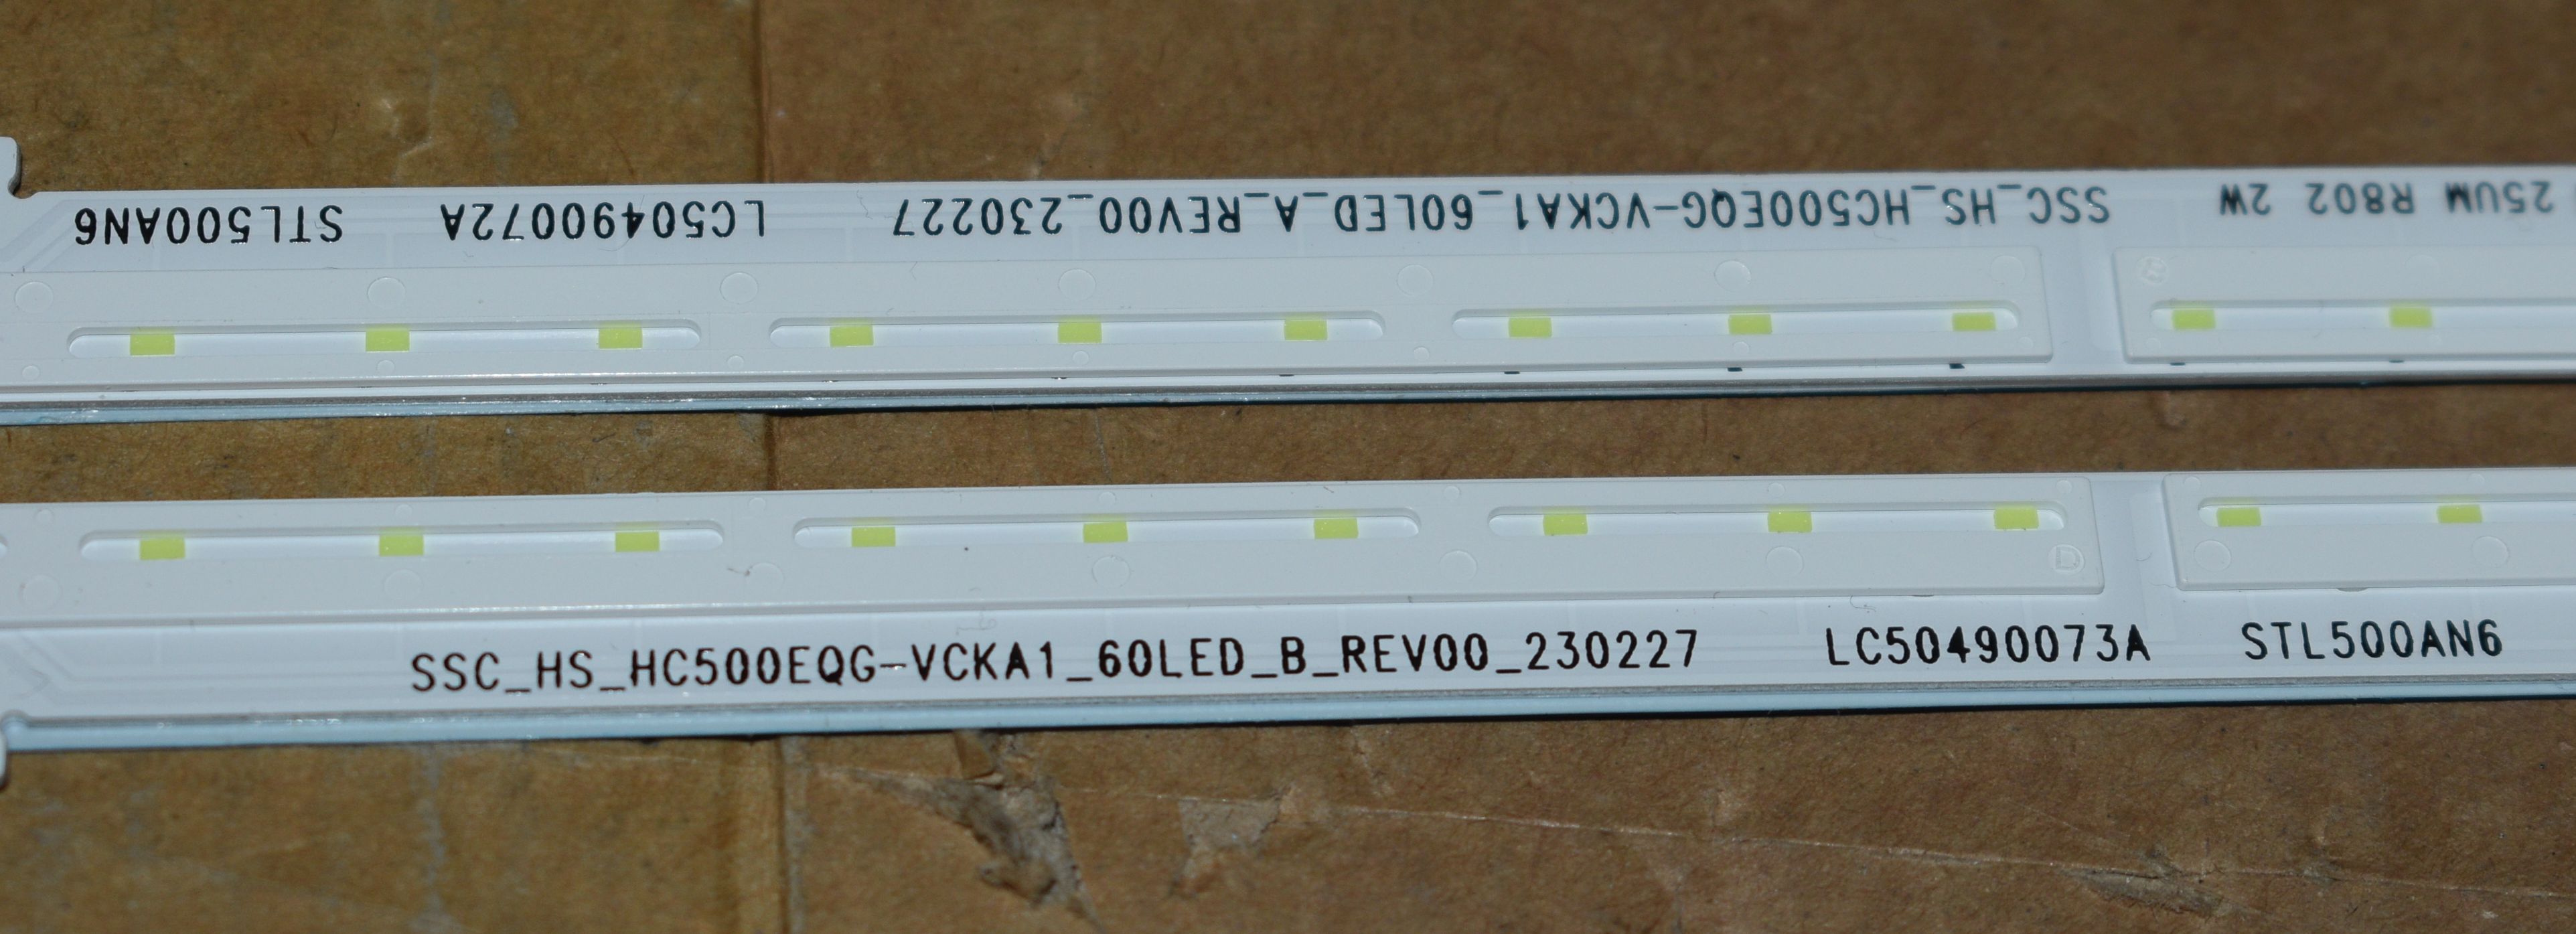 25UM R802 2W SSC_HS_HC500EQG-VCKA1_60LED_A_REV00_230227 LC50490072A STL500AN6
SSC_HS_HC500EQG-VCKA1_60LED_B_REV00_230227 LC50490073A STL500AN6